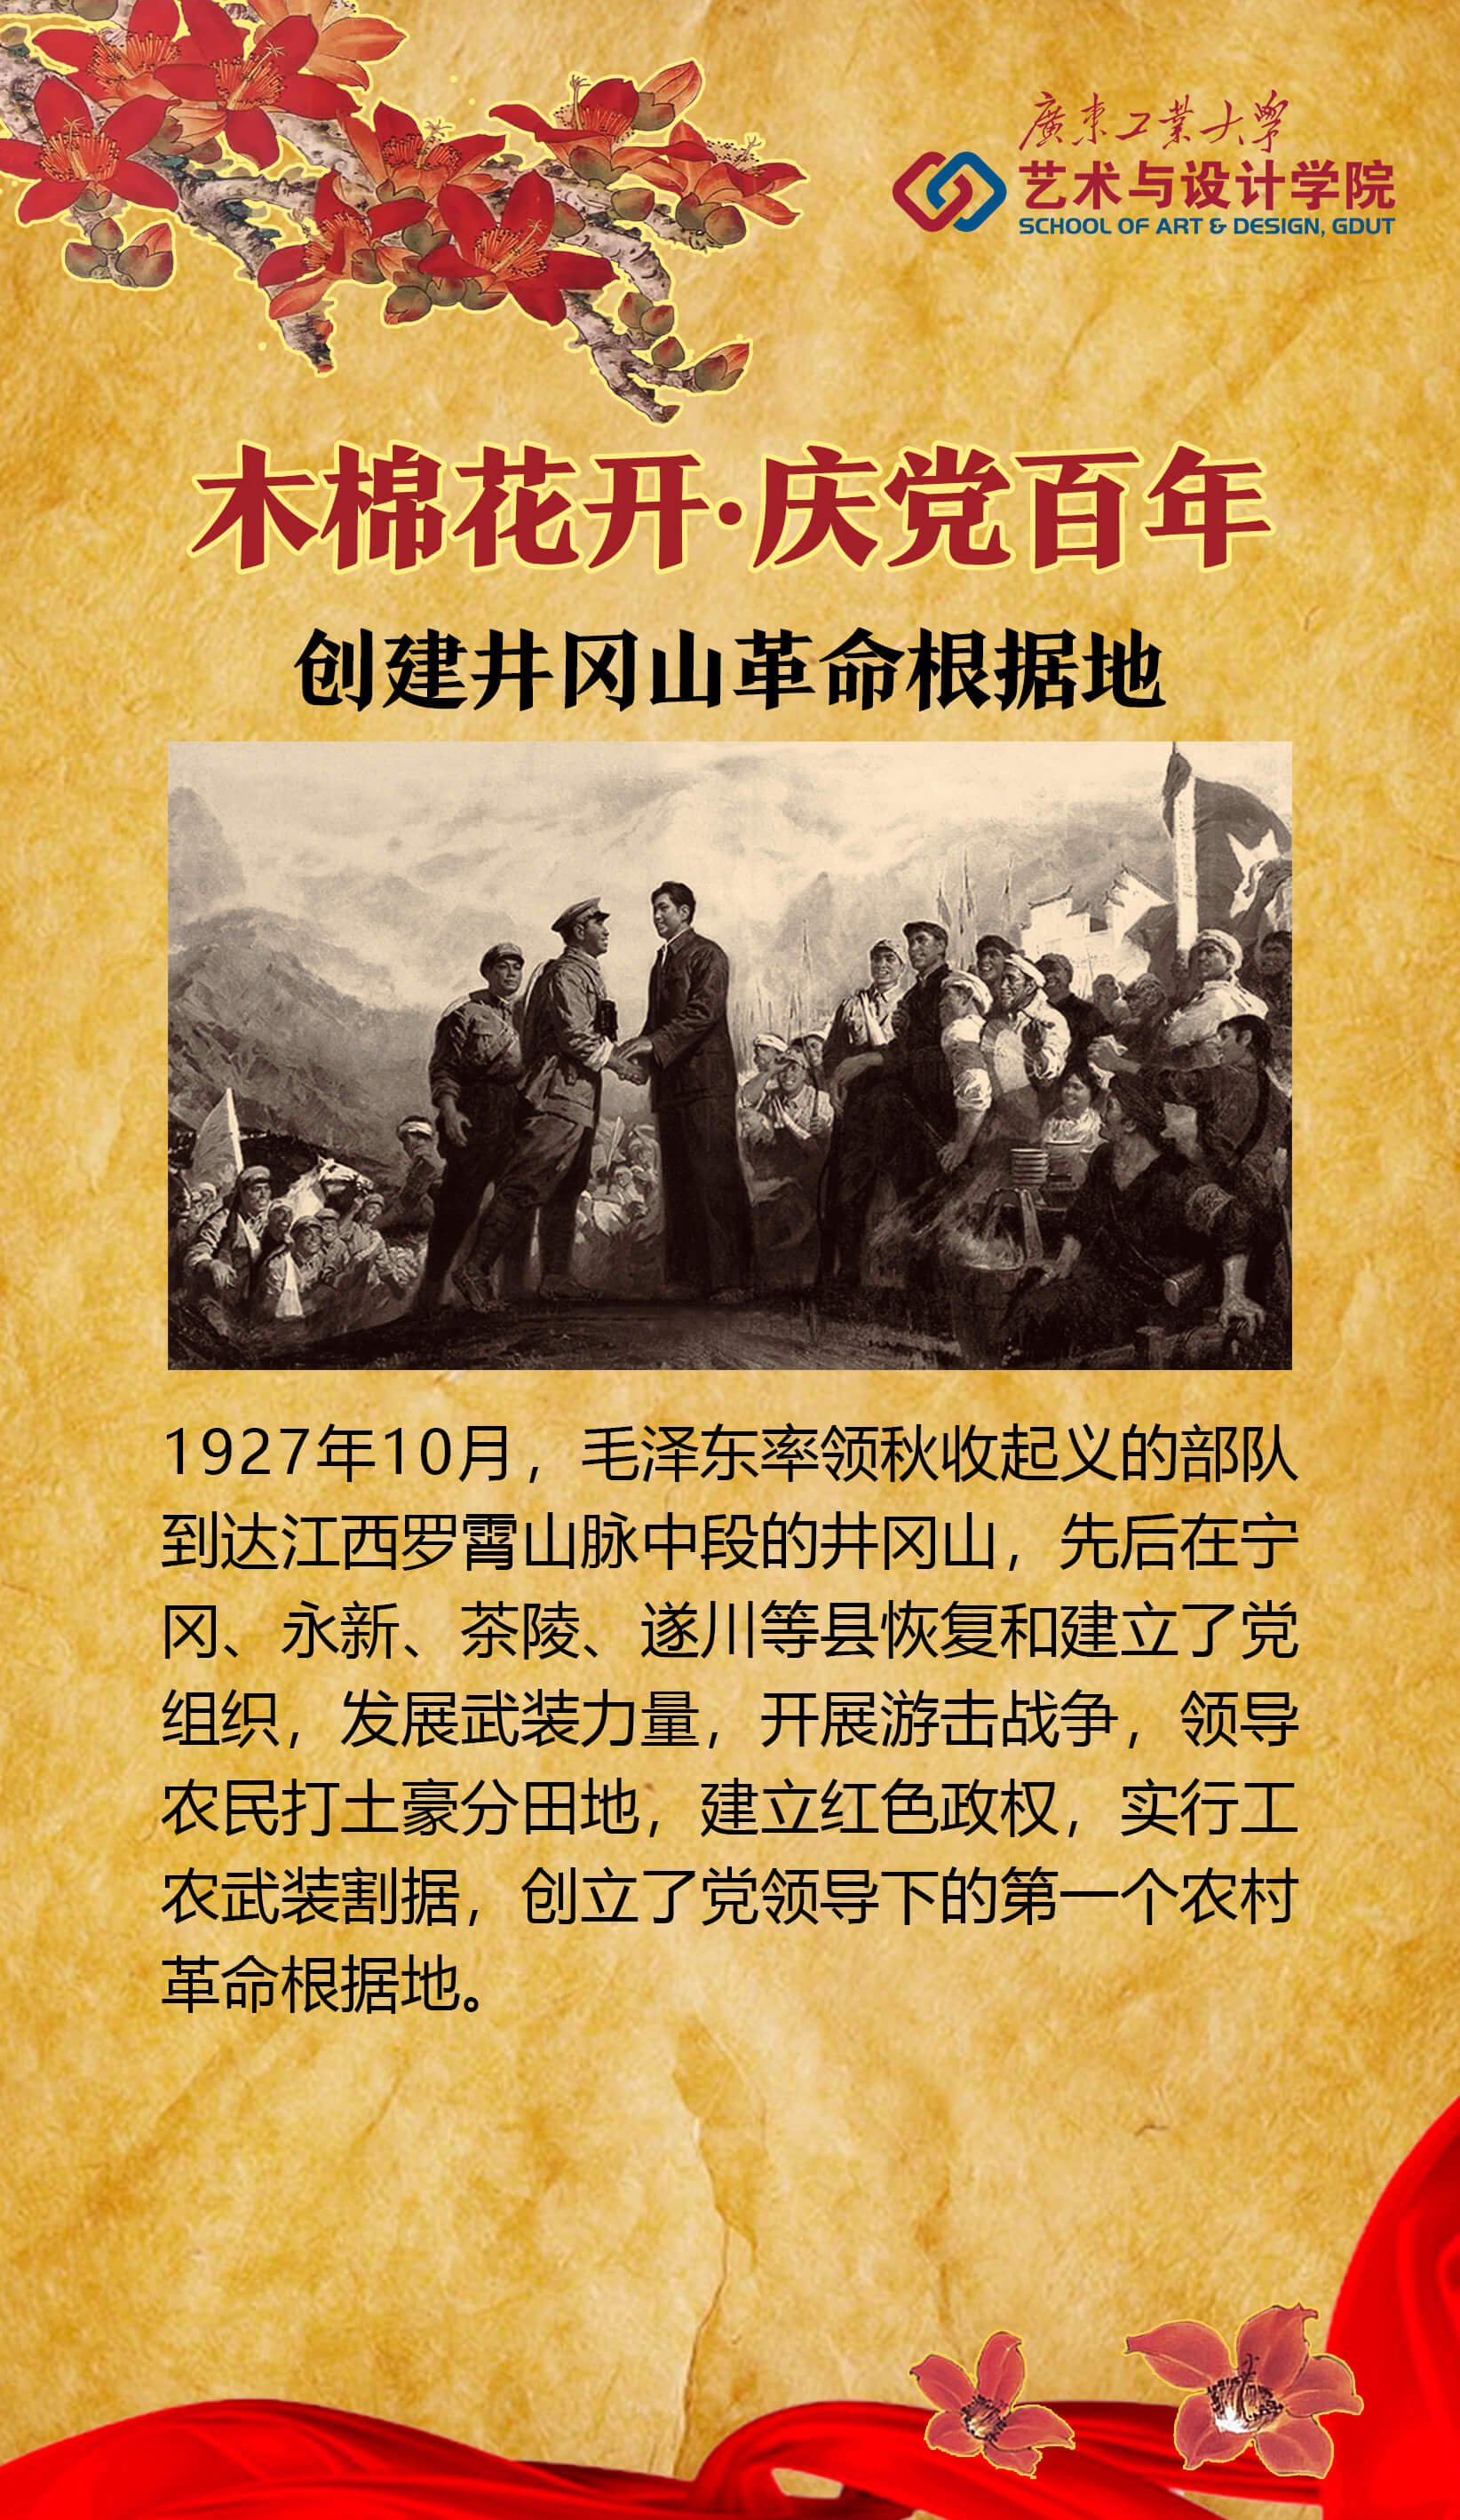 廣東工業大學
艺术与设计学院
SCHOOL OF ART & DESIGN, GDUT
木棉花开·庆党百年
创建井冈山革命根据地
1927年10月，毛泽东率领秋收起义的部队
到达江西罗霄山脉中段的井冈山，先后在宁
冈、永新、茶陵、遂川等县恢复和建立了党
组织，发展武装力量，开展游击战争，领导
农民打土豪分田地，建立红色政权，实行工
农武装割据，创立了党领导下的第一个农村
革命根据地。